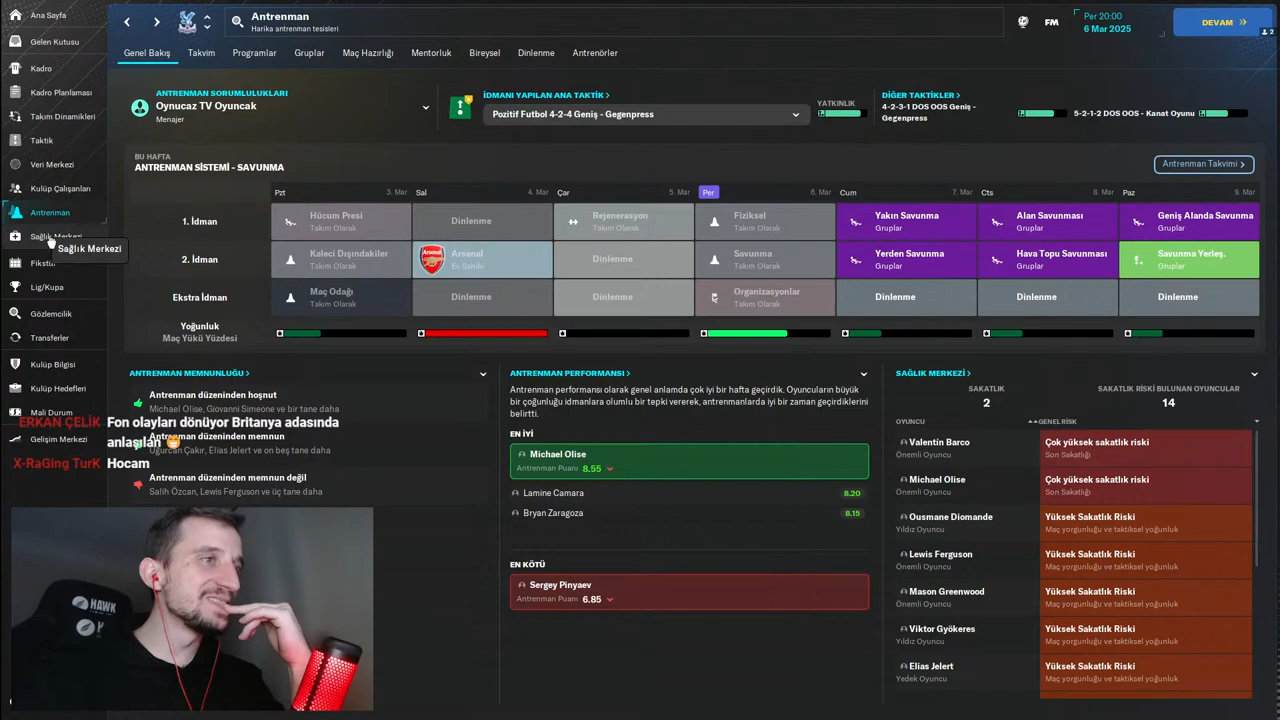 Ana Sayfa
Gelen Kutusu
Kadro
Kadro Planlaması
Takım Dinamikleri
Taktik
Veri Merkezi
Kulüp Çalışanları
Antrenman
Sağlık Merkezi
Sağlık Merkezi
Fikstür
Lig/Kupa
Gözlemcilik
Transferler
Kulüp Bilgisi
Kulüp Hedefleri
Mali Durum
Gelişim Merkezi
Antrenman
Harika antrenman tesisleri
FM
Per 20:00
6 Mar 2025
DEVAM
2
Genel Bakış
Takvim
Programlar
Gruplar
Maç Hazırlığı
Mentorluk
Bireysel
Dinlenme
Antrenörler
ANTRENMAN SORUMLULUKLARI
Oynucaz TV Oyuncak
Menajer
İDMANI YAPILAN ANA TAKTİK >
Pozitif Futbol 4-2-4 Geniş - Gegenpress
YATKINLIK
DİĞER TAKTİKLER >
4-2-3-1 DOS OOS Geniş -
Gegenpress
5-2-1-2 DOS OOS - Kanat Oyunu
BU HAFTA
ANTRENMAN SİSTEMİ - SAVUNMA
Antrenman Takvimi >
Pzt 3. Mar Sal 4. Mar Çar 5. Mar Per 6. Mar Cum 7. Mar Cts 8. Mar Paz 9. Mar
1. İdman
Hücum Presi
Takım Olarak
Dinlenme
Rejenerasyon
Takım Olarak
Fiziksel
Takım Olarak
Yakın Savunma
Gruplar
Alan Savunması
Gruplar
Geniş Alanda Savunma
Gruplar
2. İdman
Kaleci Dışındakiler
Takım Olarak
Arsenal
Ev Sahibi
Dinlenme
Savunma
Takım Olarak
Yerden Savunma
Gruplar
Hava Topu Savunması
Gruplar
Savunma Yerleş.
Gruplar
Ekstra İdman
Maç Odağı
Takım Olarak
Dinlenme
Dinlenme
Organizasyonlar
Takım Olarak
Dinlenme
Dinlenme
Dinlenme
Yoğunluk
Maç Yükü Yüzdesi
ANTRENMAN MEMNUNLUĞU >
Antrenman düzeninden hoşnut
Michael Olise, Giovanni Simeone ve bir tane daha
Antrenman düzeninden memnun
Uğurcan Çakır, Elias Jelert ve on beş tane daha
Antrenman düzeninden memnun değil
Salih Özcan, Lewis Ferguson ve üç tane daha
ERKAN ÇELİK Fon olayları dönüyor Britanya adasında
anlaşılan 😁
X-RaGing TurK Hocam
HAWK
ANTRENMAN PERFORMANSI >
Antrenman performansı olarak genel anlamda çok iyi bir hafta geçirdik. Oyuncuların büyük
bir çoğunluğu idmanlara olumlu bir tepki vererek, antrenmanlarda iyi bir zaman geçirdiklerini
belirtti.
EN İYİ
Michael Olise
Antrenman Puanı 8.55
Lamine Camara 8.20
Bryan Zaragoza 8.15
EN KÖTÜ
Sergey Pinyaev
Antrenman Puanı 6.85
SAĞLIK MERKEZİ >
SAKATLIK
2
SAKATLIK RİSKİ BULUNAN OYUNCULAR
14
OYUNCU GENEL RİSK
Valentín Barco
Önemli Oyuncu
Çok yüksek sakatlık riski
Son Sakatlığı
Michael Olise
Önemli Oyuncu
Çok yüksek sakatlık riski
Son Sakatlığı
Ousmane Diomande
Yıldız Oyuncu
Yüksek Sakatlık Riski
Maç yorgunluğu ve taktiksel yoğunluk
Lewis Ferguson
Önemli Oyuncu
Yüksek Sakatlık Riski
Maç yorgunluğu ve taktiksel yoğunluk
Mason Greenwood
Önemli Oyuncu
Yüksek Sakatlık Riski
Maç yorgunluğu ve taktiksel yoğunluk
Viktor Gyökeres
Yıldız Oyuncu
Yüksek Sakatlık Riski
Maç yorgunluğu ve taktiksel yoğunluk
Elias Jelert
Yedek Oyuncu
Yüksek Sakatlık Riski
Maç yorgunluğu ve taktiksel yoğunluk